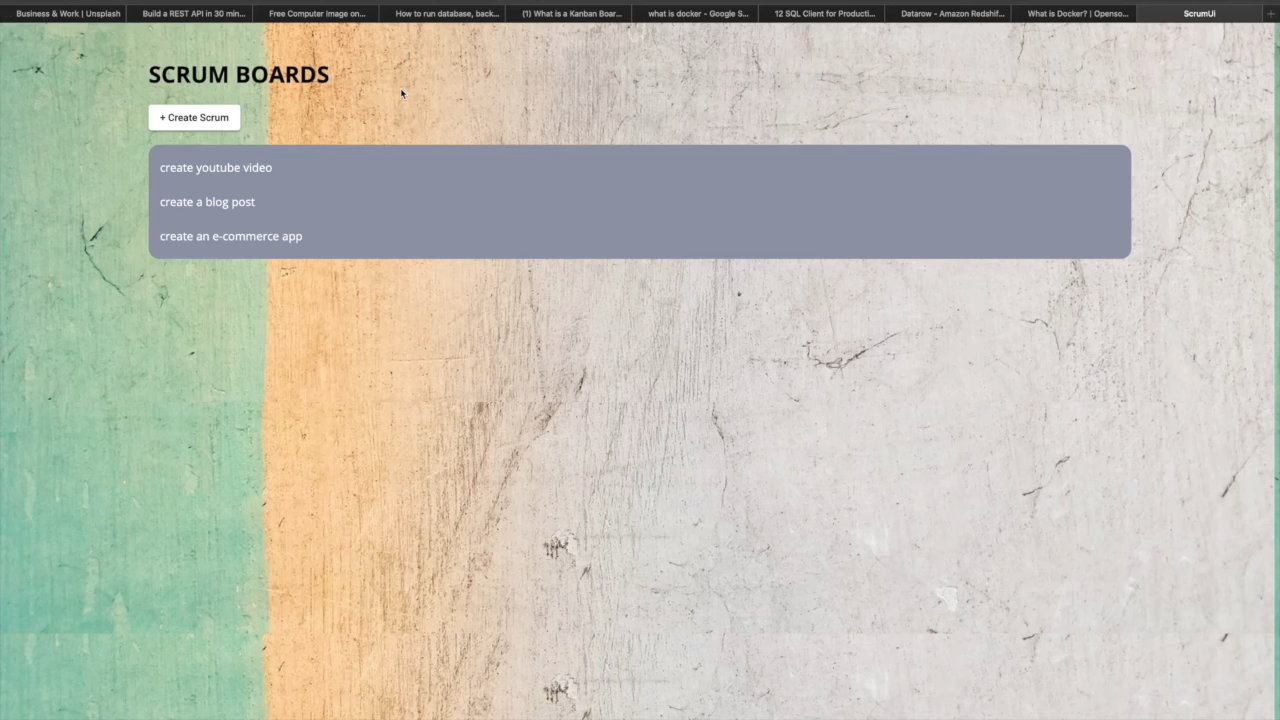 Business & Work | Unsplash
Build a REST API in 30 min...
Free Computer Image on...
How to run database, back...
(1) What is a Kanban Boar...
what is docker - Google S...
12 SQL Client for Producti...
Datarow - Amazon Redshif...
What is Docker? | Openso...
ScrumUi
SCRUM BOARDS
+ Create Scrum
create youtube video
create a blog post
create an e-commerce app